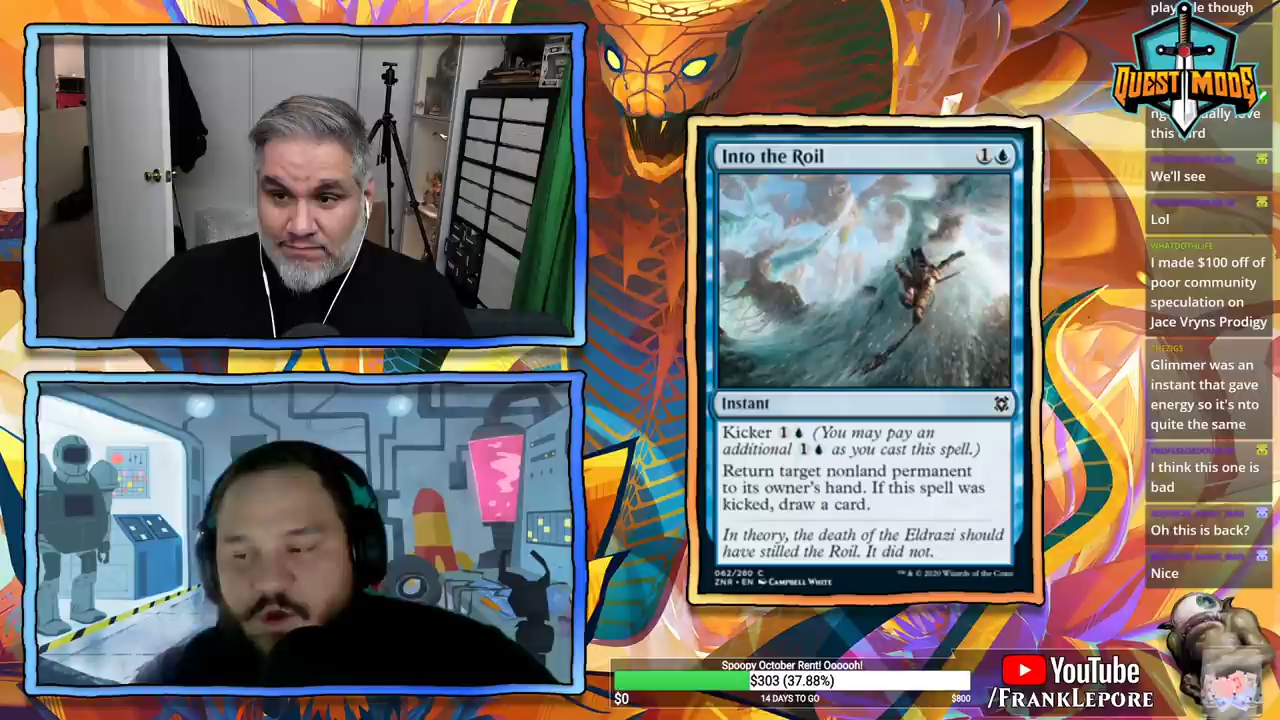 Into the Roil
1
Instant
Kicker 1 (You may pay an
additional 1 as you cast this spell.)
Return target nonland permanent
to its owner's hand. If this spell was
kicked, draw a card.
In theory, the death of the Eldrazi should
have stilled the Roil. It did not.
062/280 C
ZNR • EN CAMPBELL WHITE
™ & © 2020 Wizards of the Coast
though
QUEST MODE
this
We'll see
Lol
WHATDOTHLIFE
I made $100 off of
poor community
speculation on
Jace Vryns Prodigy
Glimmer was an
instant that gave
energy so it's nto
quite the same
I think this one is
bad
Oh this is back?
Nice
Spoopy October Rent! Oooooh!
$303 (37.88%)
$0
14 DAYS TO GO
$800
YouTube
/FRANKLEPORE